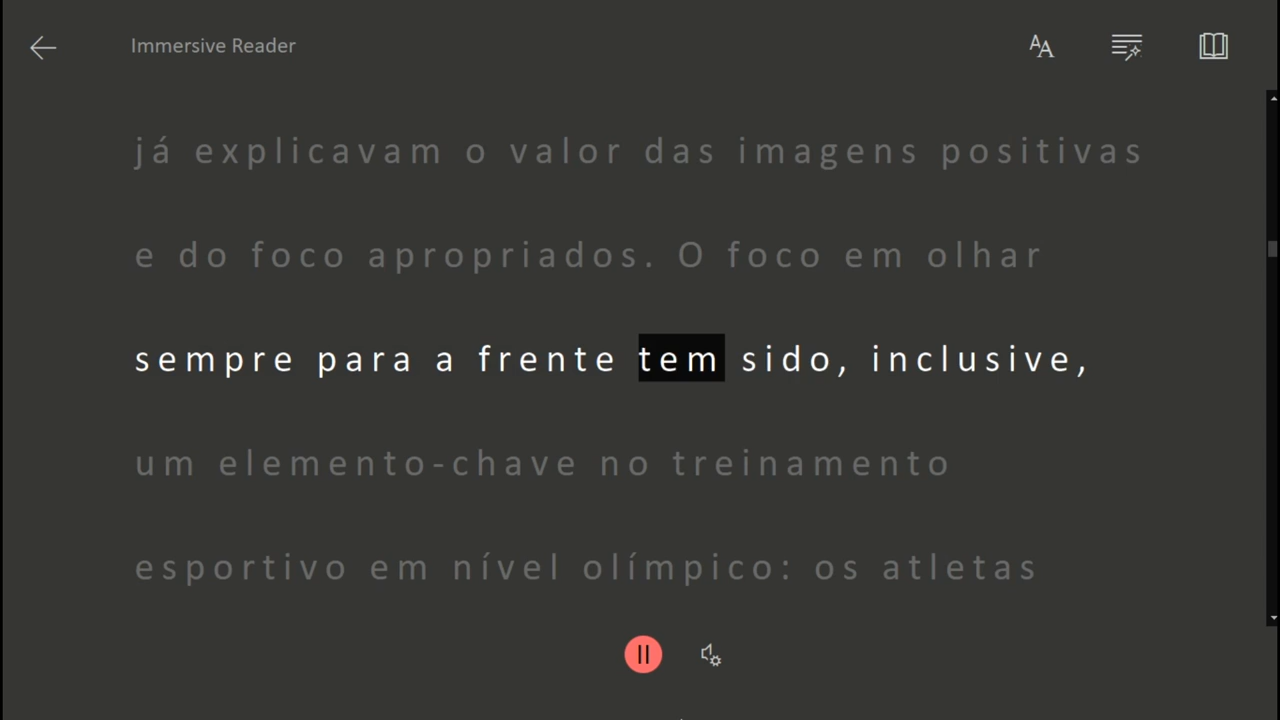 Immersive Reader
já explicavam o valor das imagens positivas
e do foco apropriados. O foco em olhar
sempre para a frente tem sido, inclusive,
um elemento-chave no treinamento
esportivo em nível olímpico: os atletas